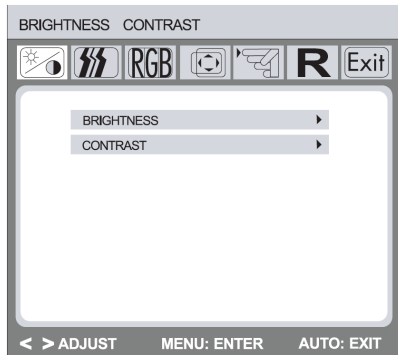 BRIGHTNESS CONTRAST
RGB R Exit
BRIGHTNESS
CONTRAST
< > ADJUST MENU: ENTER AUTO: EXIT